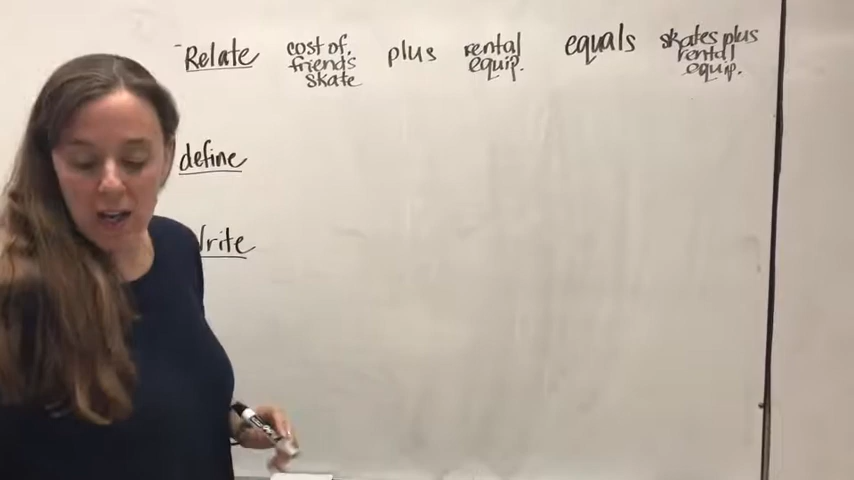 Relate cost of. plus rental equals skates plus
friends equip. rental
skate equip.
define
Write